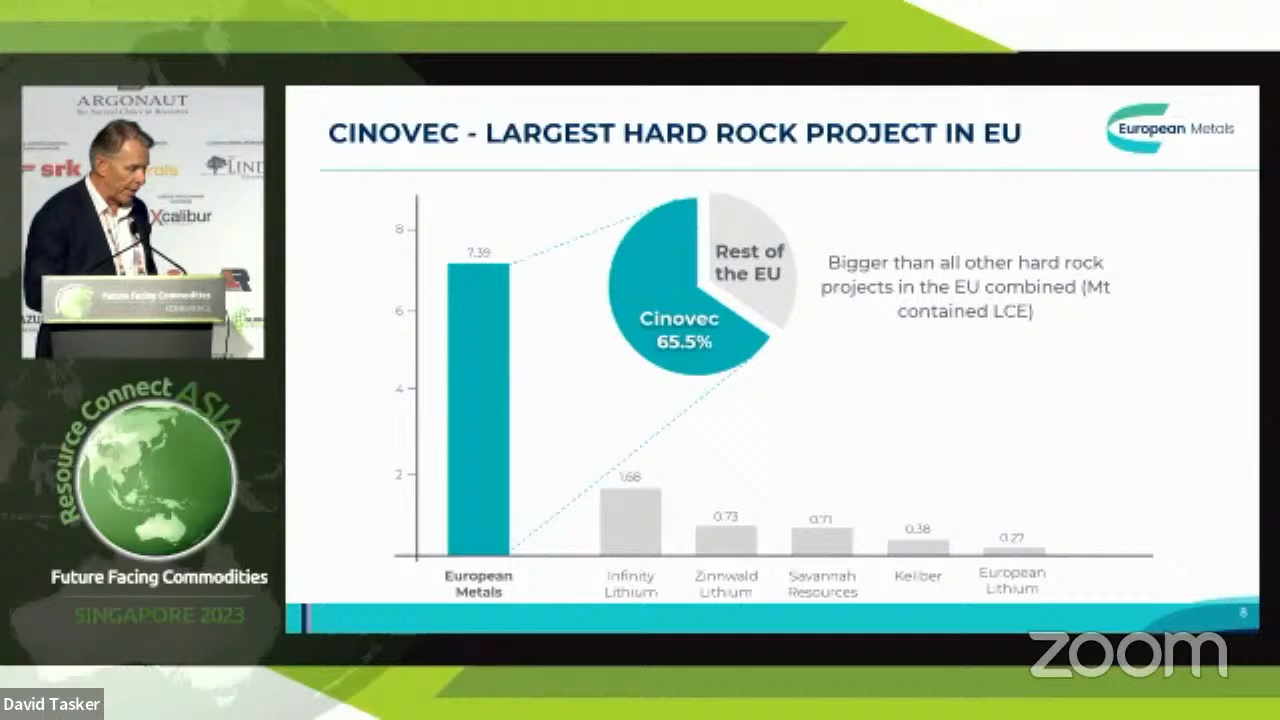 CINOVEC - LARGEST HARD ROCK PROJECT IN EU
European Metals
8
6
4
2
7.39
1.68
0.73
0.71
0.38
0.27
Rest of
the EU
Cinovec
65.5%
Bigger than all other hard rock
projects in the EU combined (Mt
contained LCE)
European
Metals
Infinity
Lithium
Zinnwald
Lithium
Savannah
Resources
Keliber
European
Lithium
8
ARGONAUT
srk
LIND
Xcalibur
Future Facing Commodities
CONFERENCE
Resource Connect ASIA
Future Facing Commodities
SINGAPORE 2023
zoom
David Tasker